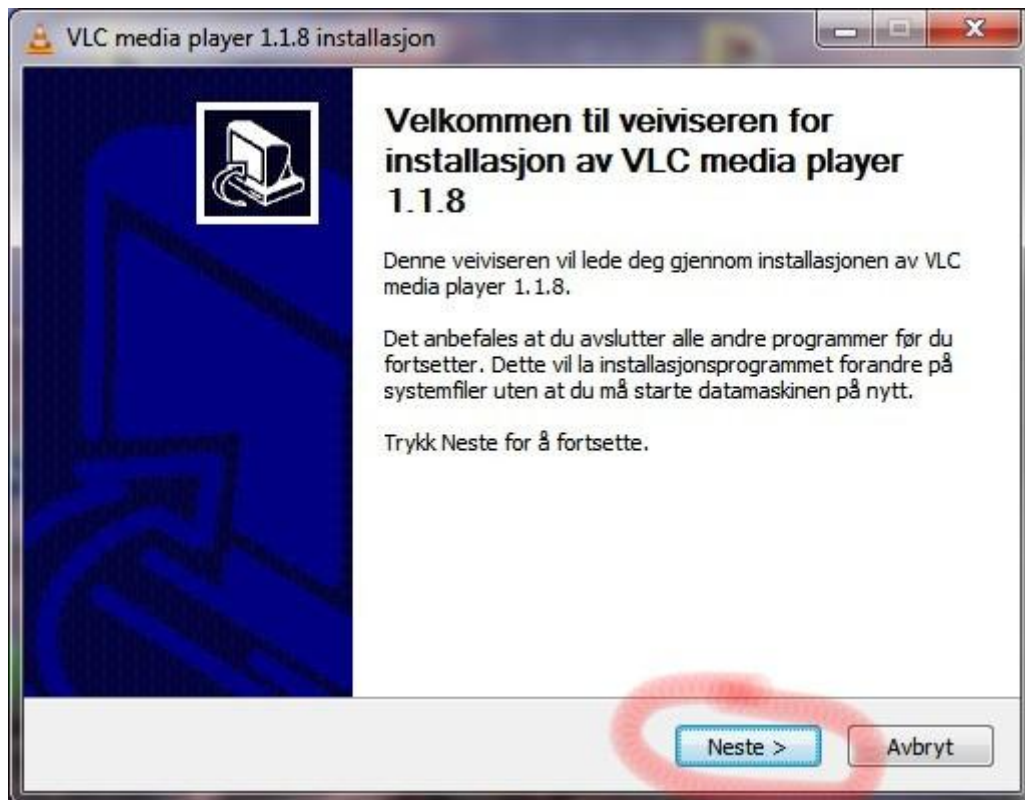 VLC media player 1.1.8 installasjon
Velkommen til veiviseren for
installasjon av VLC media player
1.1.8
Denne veiviseren vil lede deg gjennom installasjonen av VLC
media player 1.1.8.
Det anbefales at du avslutter alle andre programmer før du
fortsetter. Dette vil la installasjonsprogrammet forandre på
systemfiler uten at du må starte datamaskinen på nytt.
Trykk Neste for å fortsette.
Neste >
Avbryt